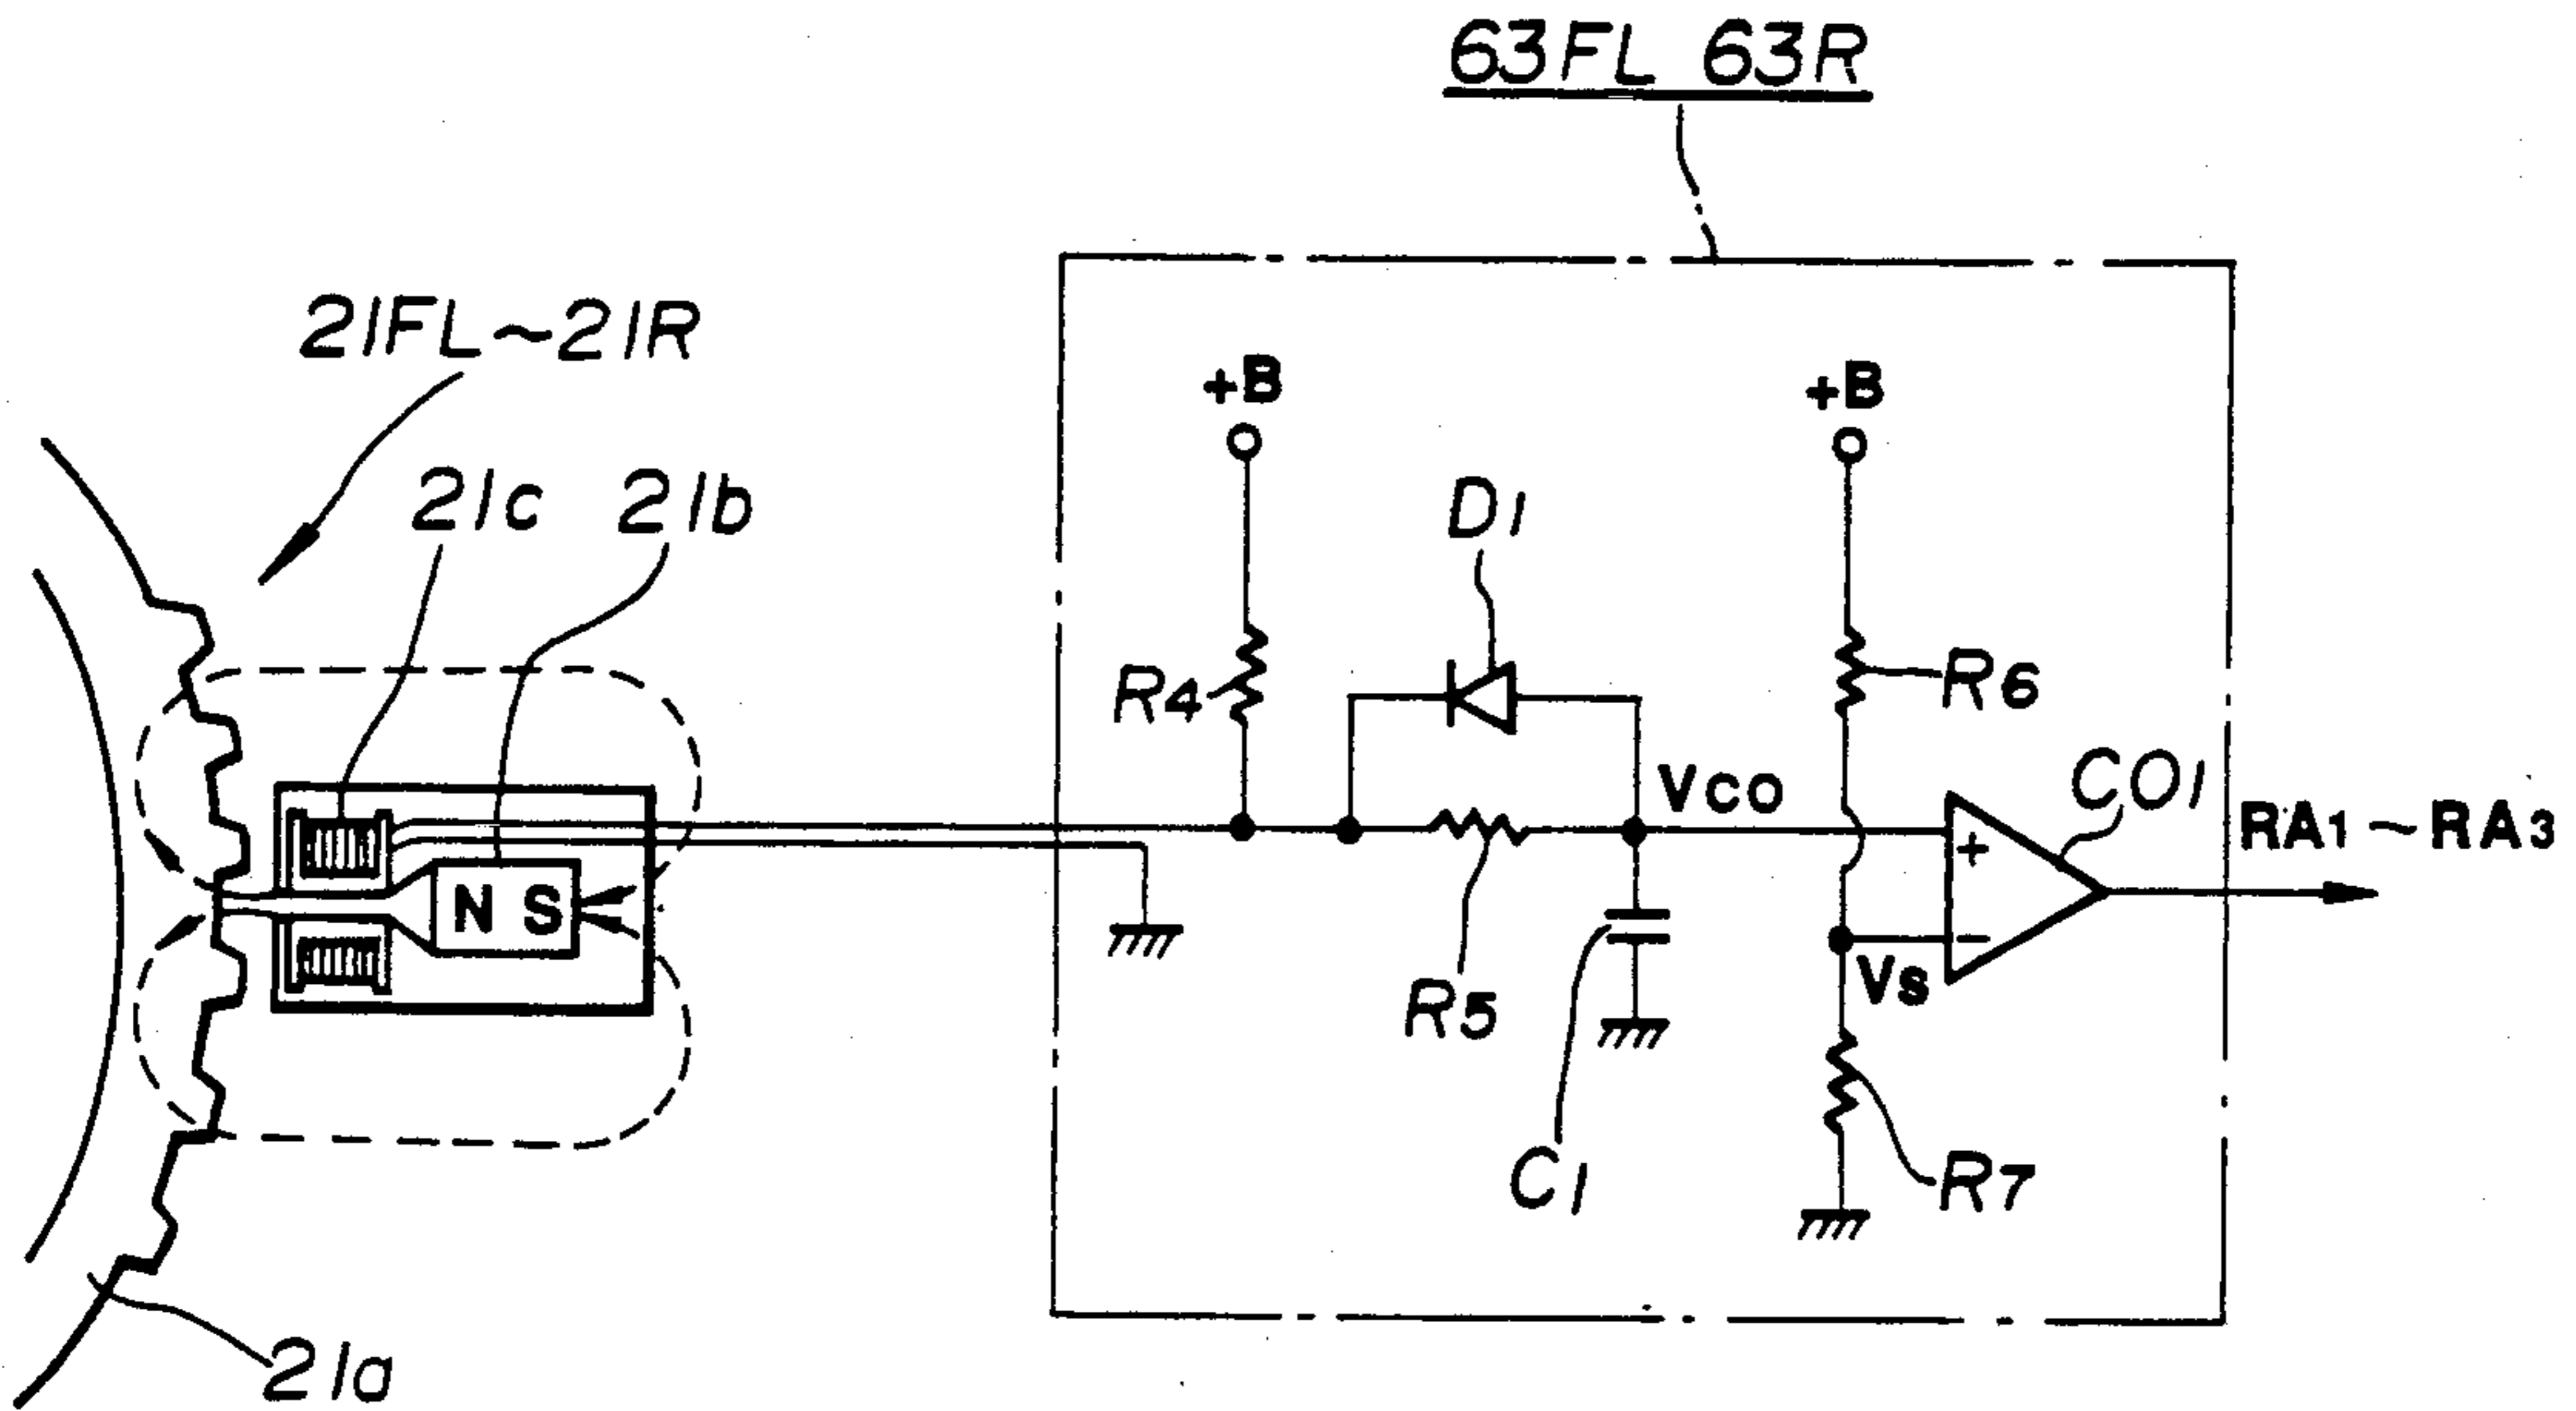 63FL 63R
21FL~21R
+B
+B
21c
21b
D1
R4
R6
Vco
CO1
RA1~RA3
+
N S
-
Vs
R5
C1
R7
21a